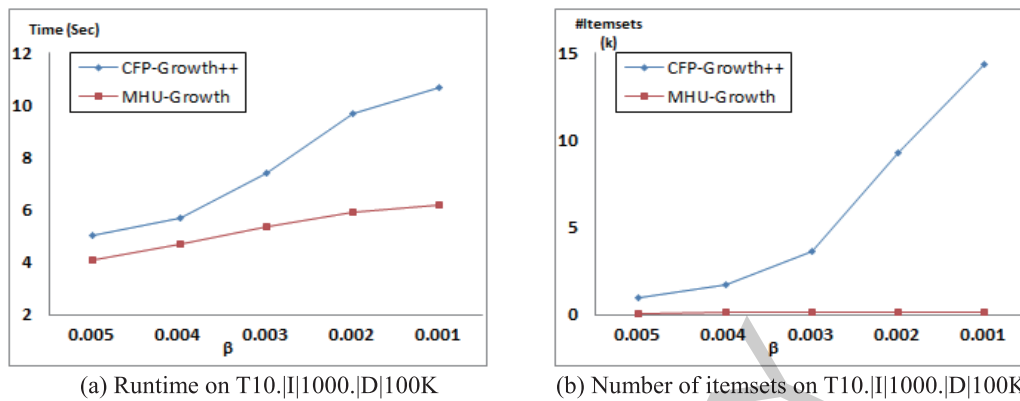 Time (Sec)
12
10
8
6
4
2
CFP-Growth++
MHU-Growth
0.005 0.004 0.003 0.002 0.001
β
(a) Runtime on T10.|I|1000.|D|100K
#Itemsets
(k)
15
10
5
0
CFP-Growth++
MHU-Growth
0.005 0.004 0.003 0.002 0.001
β
(b) Number of itemsets on T10.|I|1000.|D|100K